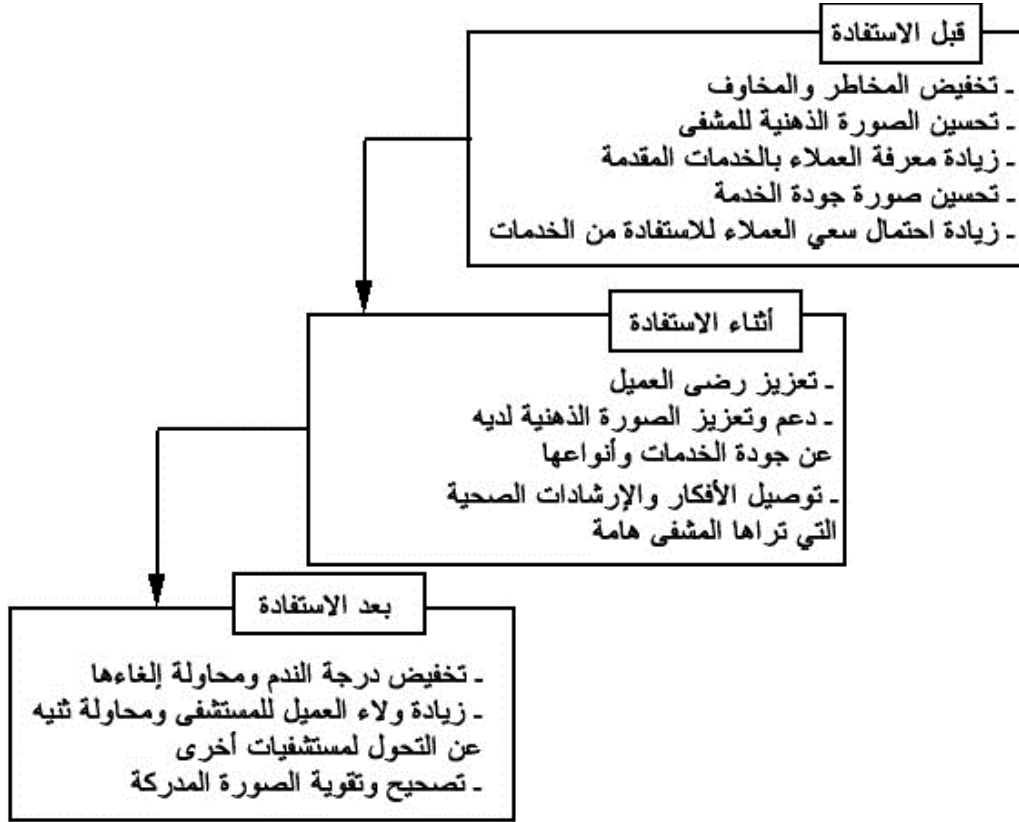 قبل الاستفادة
ـ تخفيض المخاطر والمخاوف
ـ تحسين الصورة الذهنية للمشفى
ـ زيادة معرفة العملاء بالخدمات المقدمة
ـ تحسين صورة جودة الخدمة
ـ زيادة احتمال سعي العملاء للاستفادة من الخدمات
أثناء الاستفادة
ـ تعزيز رضى العميل
ـ دعم وتعزيز الصورة الذهنية لديه
عن جودة الخدمات وأنواعها
ـ توصيل الأفكار والإرشادات الصحية
التي تراها المشفى هامة
بعد الاستفادة
ـ تخفيض درجة الندم ومحاولة إلغاءها
ـ زيادة ولاء العميل للمستشفى ومحاولة ثنيه
عن التحول لمستشفيات أخرى
ـ تصحيح وتقوية الصورة المدركة